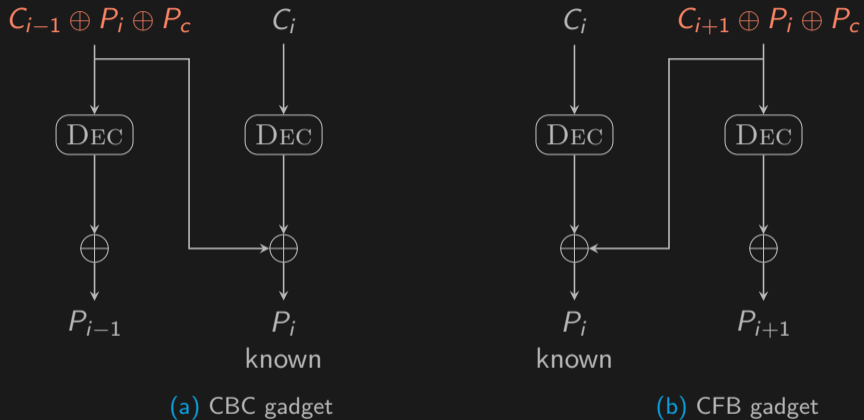 C_{i−1} ⊕ P_i ⊕ P_c
C_i
DEC
DEC
P_{i−1}
P_i
known
(a) CBC gadget
C_i
C_{i+1} ⊕ P_i ⊕ P_c
DEC
DEC
P_i
known
P_{i+1}
(b) CFB gadget